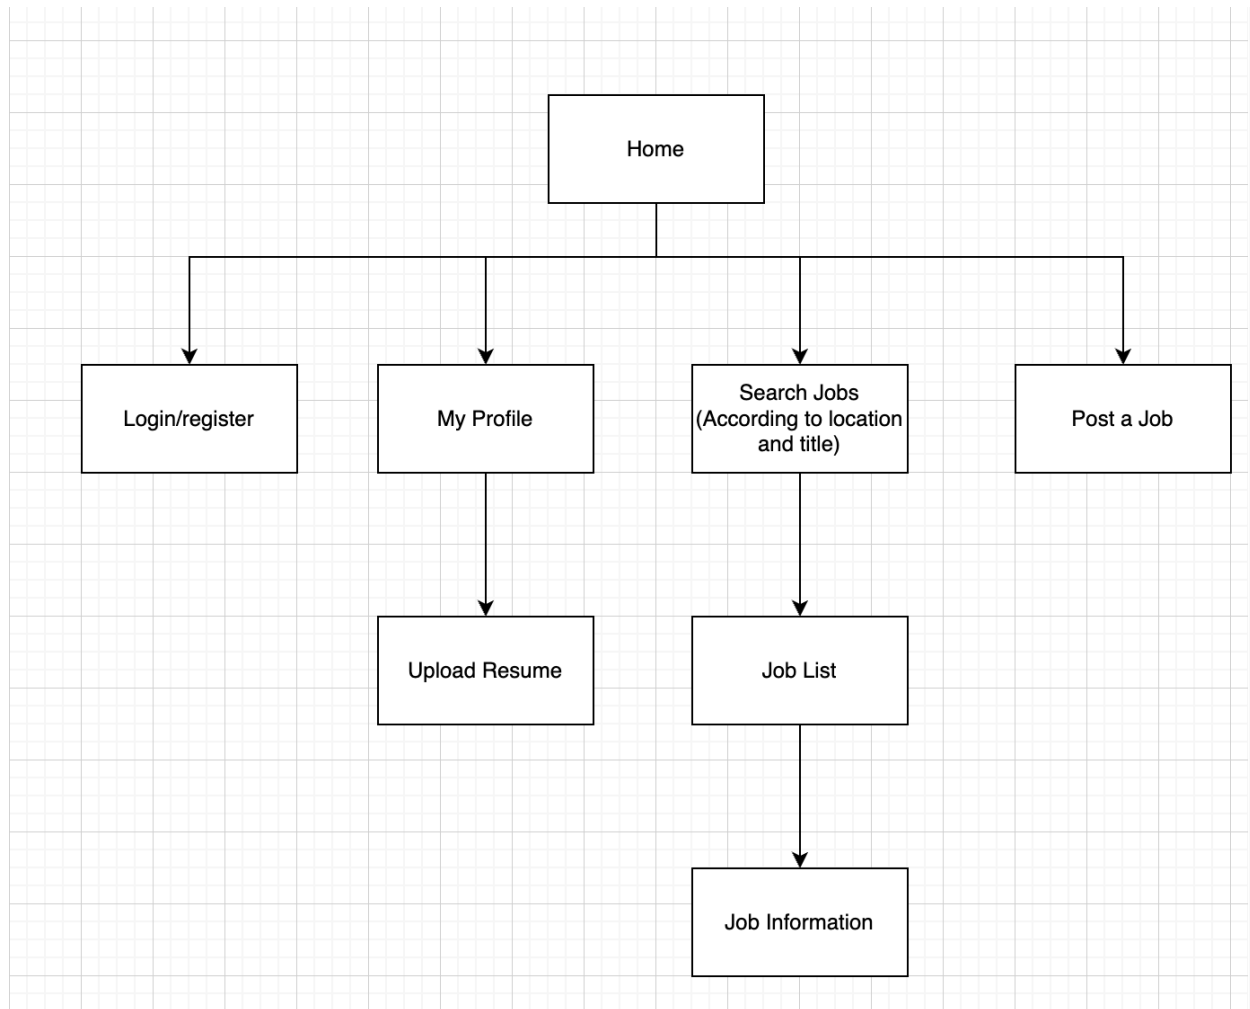 Home
Login/register
My Profile
Search Jobs
(According to location
and title)
Post a Job
Upload Resume
Job List
Job Information